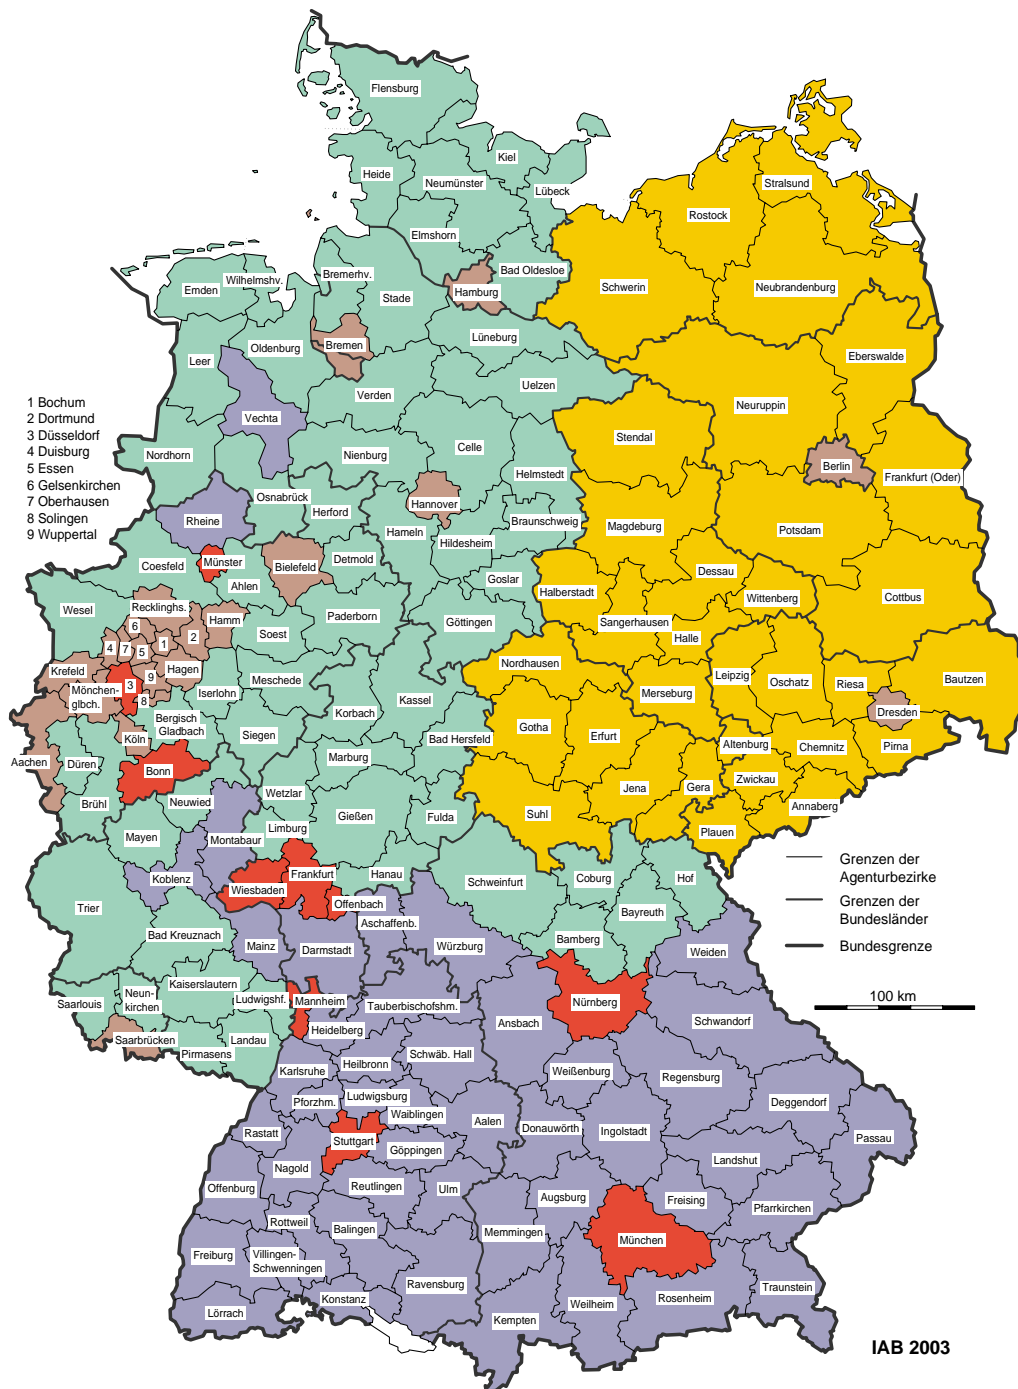 Flensburg
Kiel
Heide
Neumünster
Lübeck
Stralsund
Rostock
Elmshorn
Bad Oldesloe
Bremerhv.
Wilhelmshv.
Emden
Stade
Hamburg
Schwerin
Neubrandenburg
Lüneburg
Bremen
Oldenburg
Leer
Eberswalde
Uelzen
Verden
Neuruppin
1 Bochum
2 Dortmund
3 Düsseldorf
4 Duisburg
5 Essen
6 Gelsenkirchen
7 Oberhausen
8 Solingen
9 Wuppertal
Vechta
Stendal
Celle
Nordhorn
Nienburg
Berlin
Helmstedt
Frankfurt (Oder)
Osnabrück
Hannover
Herford
Rheine
Braunschweig
Magdeburg
Potsdam
Hameln
Hildesheim
Münster
Bielefeld
Detmold
Coesfeld
Dessau
Goslar
Ahlen
Halberstadt
Wittenberg
Cottbus
Wesel
Recklinghs.
Hamm
Paderborn
Göttingen
Sangerhausen
6
1
2
Soest
Halle
4
7
5
Krefeld
Hagen
9
3
Nordhausen
Leipzig
Oschatz
Riesa
Bautzen
Meschede
Merseburg
Mönchen-
glbch.
Iserlohn
8
Kassel
Korbach
Dresden
Bergisch
Gladbach
Siegen
Bad Hersfeld
Gotha
Erfurt
Köln
Altenburg
Chemnitz
Pirna
Aachen
Düren
Bonn
Marburg
Zwickau
Jena
Gera
Brühl
Neuwied
Wetzlar
Annaberg
Gießen
Fulda
Suhl
Limburg
Plauen
Mayen
Montabaur
Grenzen der
Agenturbezirke
Grenzen der
Bundesländer
Bundesgrenze
Koblenz
Frankfurt
Hanau
Schweinfurt
Coburg
Hof
Wiesbaden
Trier
Offenbach
Bayreuth
Aschaffenb.
Bad Kreuznach
Bamberg
Mainz
Darmstadt
Würzburg
Weiden
Kaiserslautern
Neun-
kirchen
Saarlouis
Ludwigshf.
Mannheim
Tauberbischofshm.
Nürnberg
100 km
Ansbach
Schwandorf
Heidelberg
Saarbrücken
Landau
Pirmasens
Schwäb. Hall
Heilbronn
Karlsruhe
Weißenburg
Regensburg
Pforzhm.
Ludwigsburg
Waiblingen
Deggendorf
Aalen
Donauwörth
Ingolstadt
Rastatt
Stuttgart
Göppingen
Passau
Landshut
Nagold
Offenburg
Reutlingen
Ulm
Augsburg
Freising
Pfarrkirchen
Rottweil
Balingen
Memmingen
München
Freiburg
Villingen-
Schwenningen
Ravensburg
Traunstein
Konstanz
Weilheim
Rosenheim
Lörrach
Kempten
IAB 2003